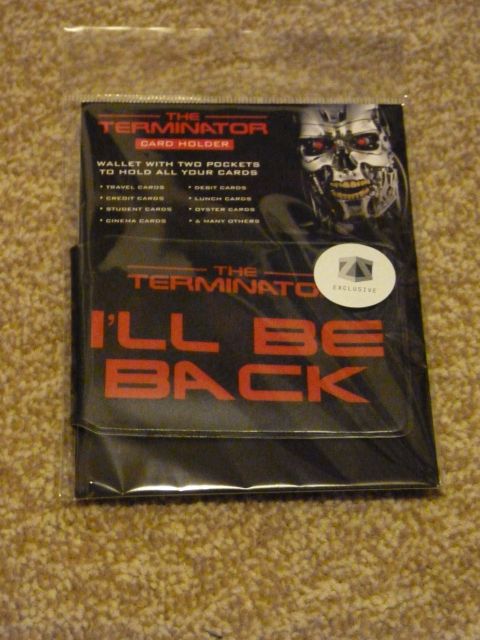 THE
TERMINATOR
CARD HOLDER
WALLET WITH TWO POCKETS
TO HOLD ALL YOUR CARDS
• TRAVEL CARDS • DEBIT CARDS
• CREDIT CARDS • LUNCH CARDS
• STUDENT CARDS • OYSTER CARDS
• CINEMA CARDS • & MANY OTHERS
THE
TERMINATO
EXCLUSIVE
I'LL BE
BACK